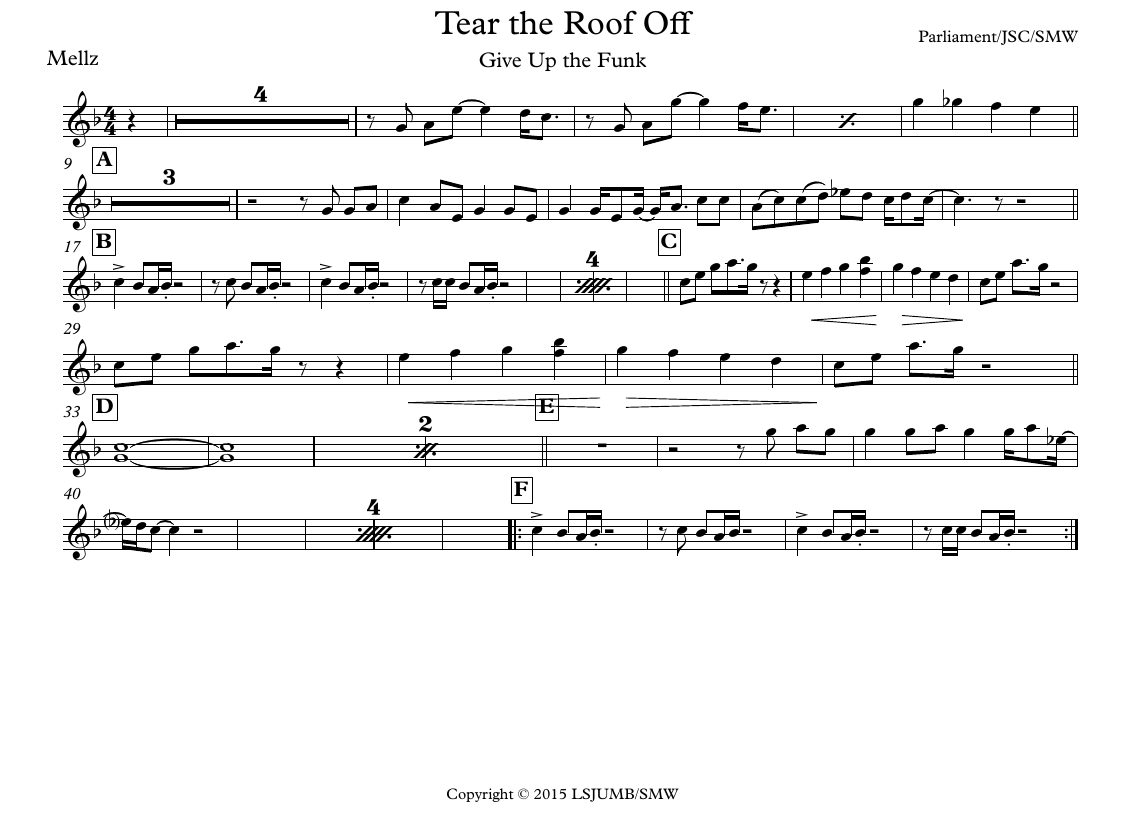 Tear the Roof Off
Parliament/JSC/SMW
Mellz
Give Up the Funk
4
4
4
9
A
3
17
B
4
C
29
33
D
2
E
40
4
F
Copyright © 2015 LSJUMB/SMW